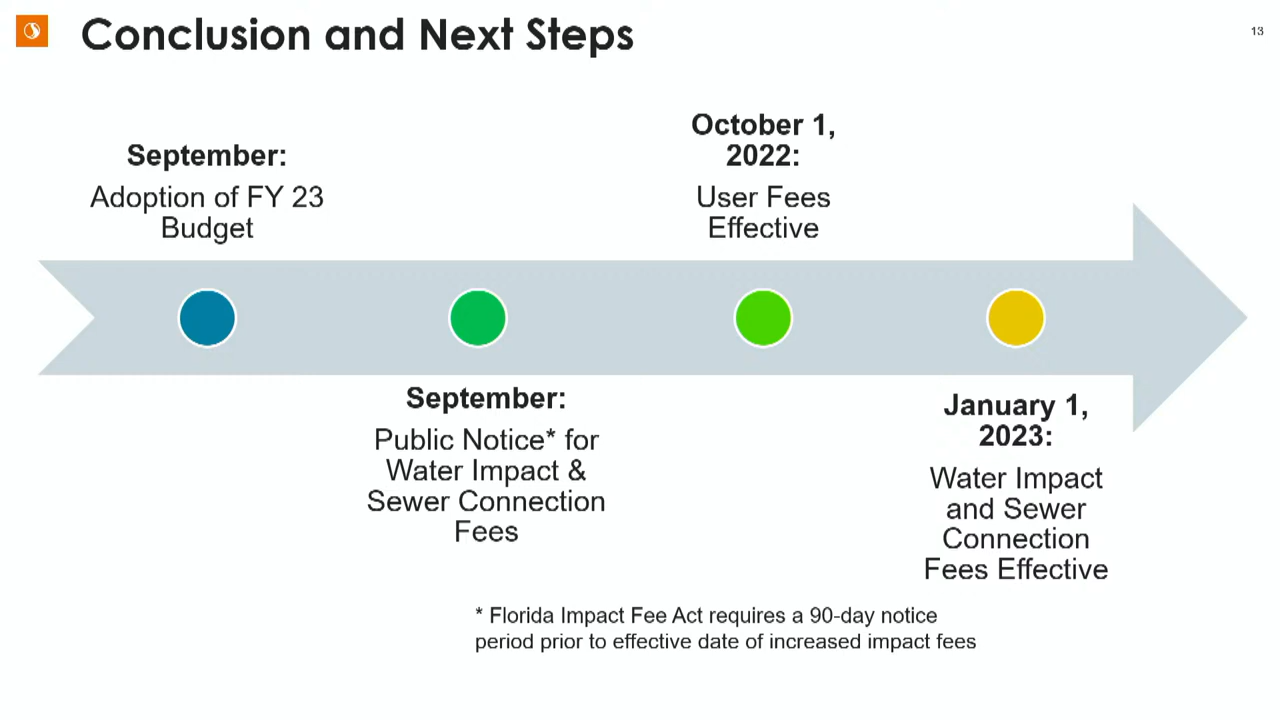 Conclusion and Next Steps
13
September:
Adoption of FY 23
Budget
September:
Public Notice* for
Water Impact &
Sewer Connection
Fees
October 1,
2022:
User Fees
Effective
January 1,
2023:
Water Impact
and Sewer
Connection
Fees Effective
* Florida Impact Fee Act requires a 90-day notice
period prior to effective date of increased impact fees